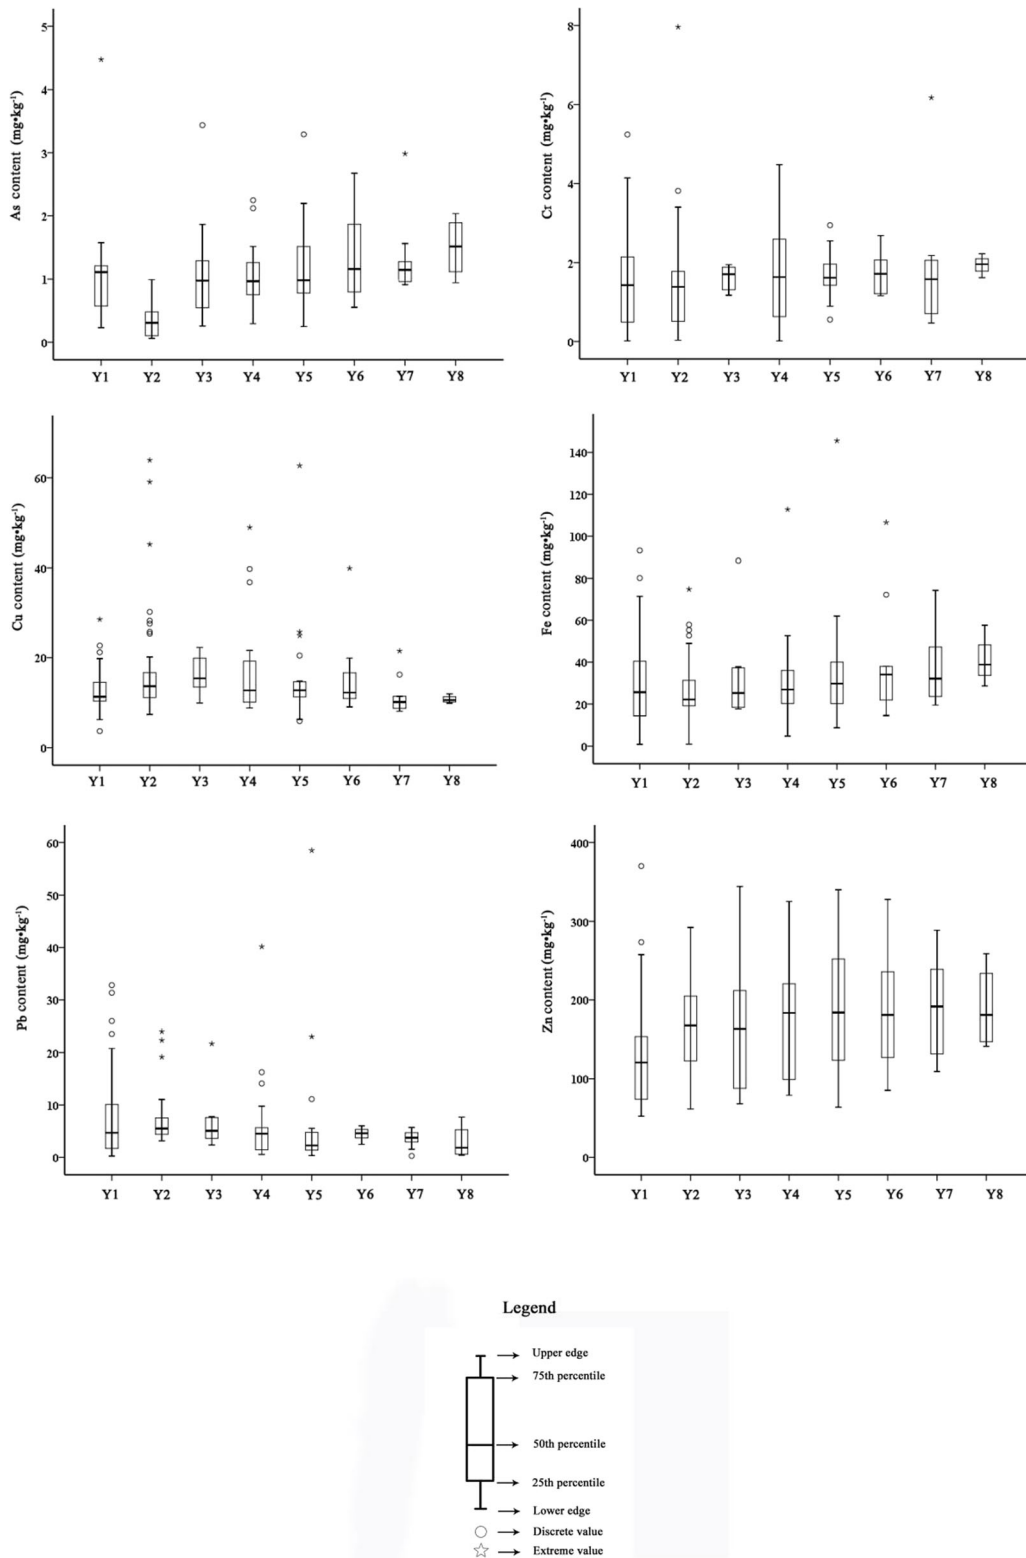 As content (mg•kg⁻¹)
5
4
3
2
1
0
Y1 Y2 Y3 Y4 Y5 Y6 Y7 Y8
Cr content (mg•kg⁻¹)
8
6
4
2
0
Y1 Y2 Y3 Y4 Y5 Y6 Y7 Y8
Cu content (mg•kg⁻¹)
60
40
20
0
Y1 Y2 Y3 Y4 Y5 Y6 Y7 Y8
Fe content (mg•kg⁻¹)
140
120
100
80
60
40
20
0
Y1 Y2 Y3 Y4 Y5 Y6 Y7 Y8
Pb content (mg•kg⁻¹)
60
50
40
30
20
10
0
Y1 Y2 Y3 Y4 Y5 Y6 Y7 Y8
Zn content (mg•kg⁻¹)
400
300
200
100
0
Y1 Y2 Y3 Y4 Y5 Y6 Y7 Y8
Legend
Upper edge
75th percentile
50th percentile
25th percentile
Lower edge
Discrete value
Extreme value